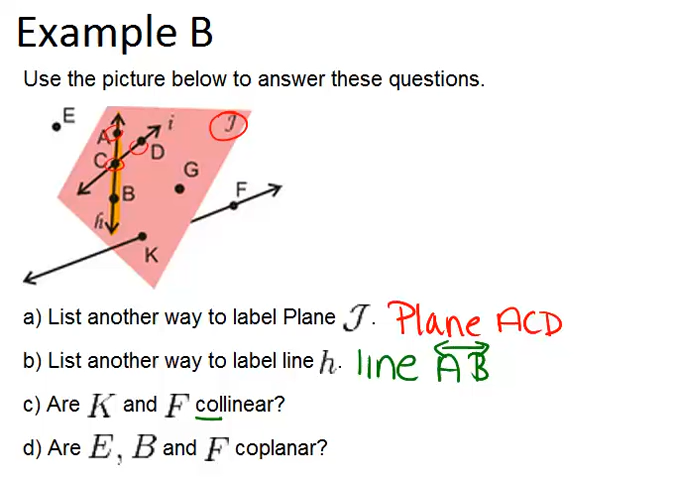 Example B
Use the picture below to answer these questions.
E
A
i
J
C
D
G
B
F
h
K
a) List another way to label Plane J. Plane ACD
b) List another way to label line h. line AB
c) Are K and F collinear?
d) Are E, B and F coplanar?